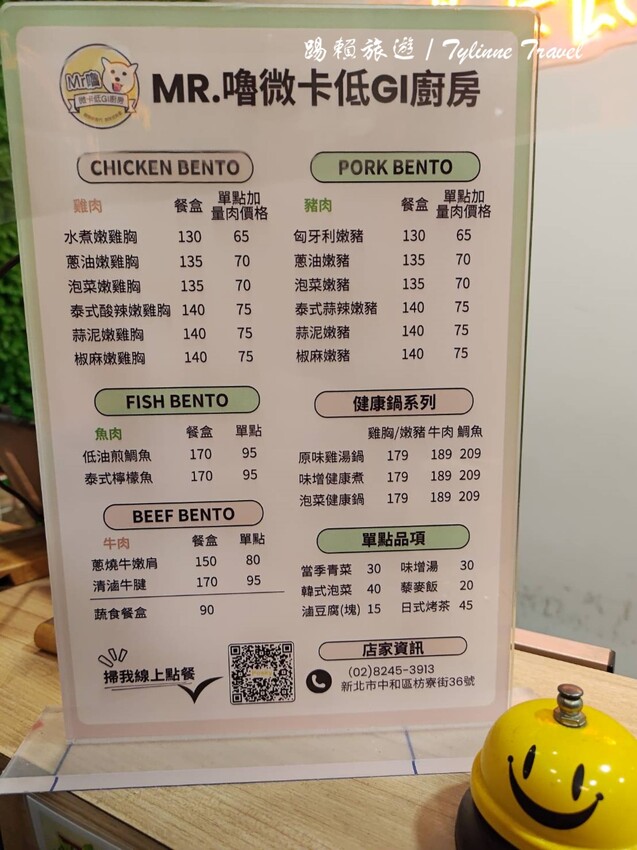 踢賴旅遊 / Tylinne Travel
Mr嚕
微卡低GI廚房
MR.嚕微卡低GI廚房
CHICKEN BENTO
雞肉 餐盒 單點加量肉價格
水煮嫩雞胸 130 65
蔥油嫩雞胸 135 70
泡菜嫩雞胸 135 70
泰式酸辣嫩雞胸 140 75
蒜泥嫩雞胸 140 75
椒麻嫩雞胸 140 75
PORK BENTO
豬肉 餐盒 單點加量肉價格
匈牙利嫩豬 130 65
蔥油嫩豬 135 70
泡菜嫩豬 135 70
泰式蒜辣嫩豬 140 75
蒜泥嫩豬 140 75
椒麻嫩豬 140 75
FISH BENTO
魚肉 餐盒 單點
低油煎鯛魚 170 95
泰式檸檬魚 170 95
BEEF BENTO
牛肉 餐盒 單點
蔥燒牛嫩肩 150 80
清滷牛腱 170 95
蔬食餐盒 90
健康鍋系列
雞胸/嫩豬 牛肉 鯛魚
原味雞湯鍋 179 189 209
味增健康煮 179 189 209
泡菜健康鍋 179 189 209
單點品項
當季青菜 30 味增湯 30
韓式泡菜 40 藜麥飯 20
滷豆腐(塊) 15 日式烤茶 45
掃我線上點餐
店家資訊
(02)8245-3913
新北市中和區枋寮街36號